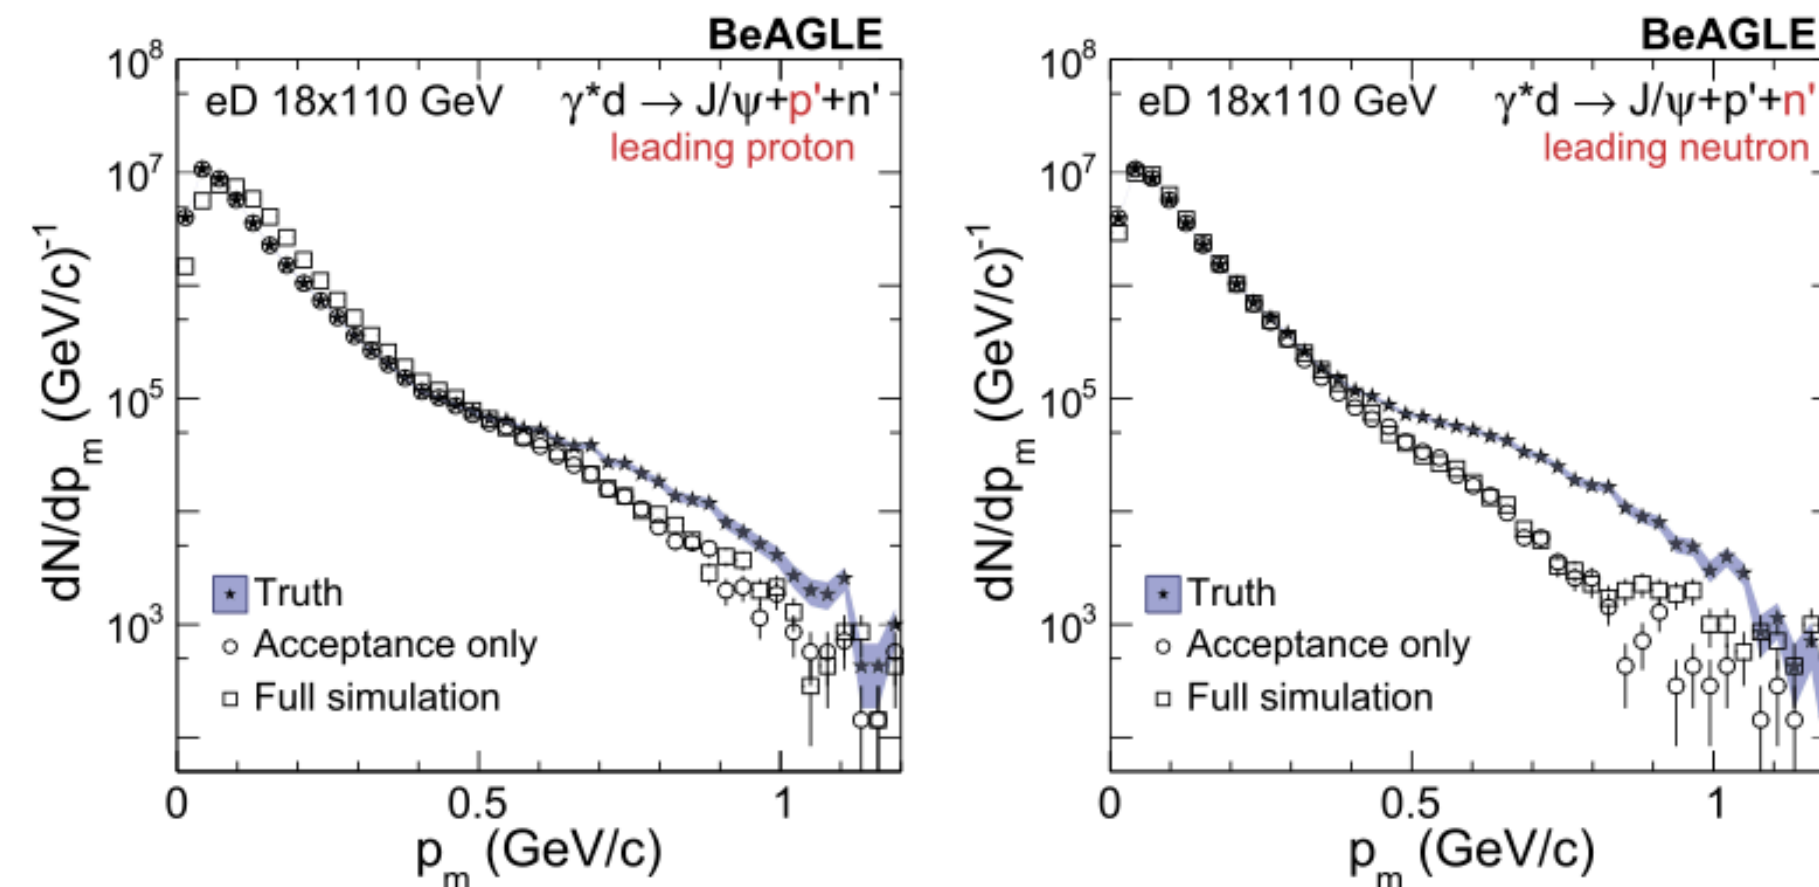 BeAGLE
eD 18x110 GeV γ*d → J/ψ+p'+n'
leading proton
10^8
10^7
10^5
10^3
dN/dp_m (GeV/c)^-1
Truth
Acceptance only
Full simulation
0 0.5 1
p_m (GeV/c)
BeAGLE
eD 18x110 GeV γ*d → J/ψ+p'+n'
leading neutron
10^8
10^7
10^5
10^3
dN/dp_m (GeV/c)^-1
Truth
Acceptance only
Full simulation
0 0.5 1
p_m (GeV/c)